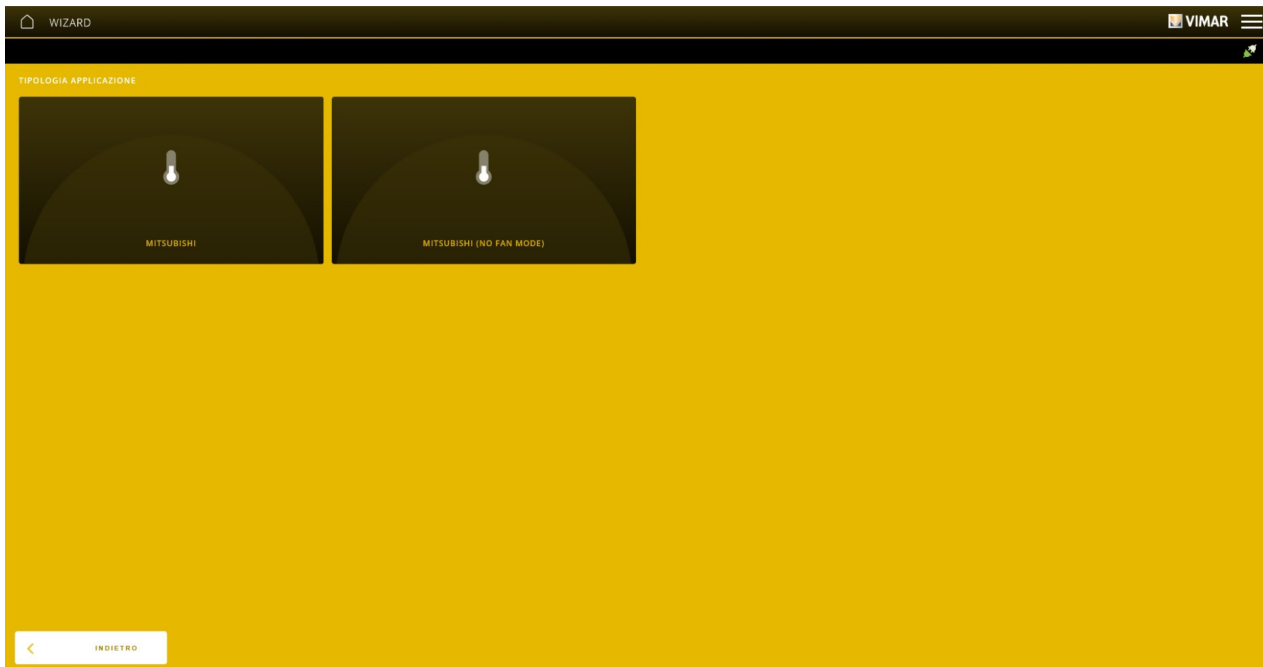 WIZARD
VIMAR
TIPOLOGIA APPLICAZIONE
MITSUBISHI
MITSUBISHI (NO FAN MODE)
INDIETRO